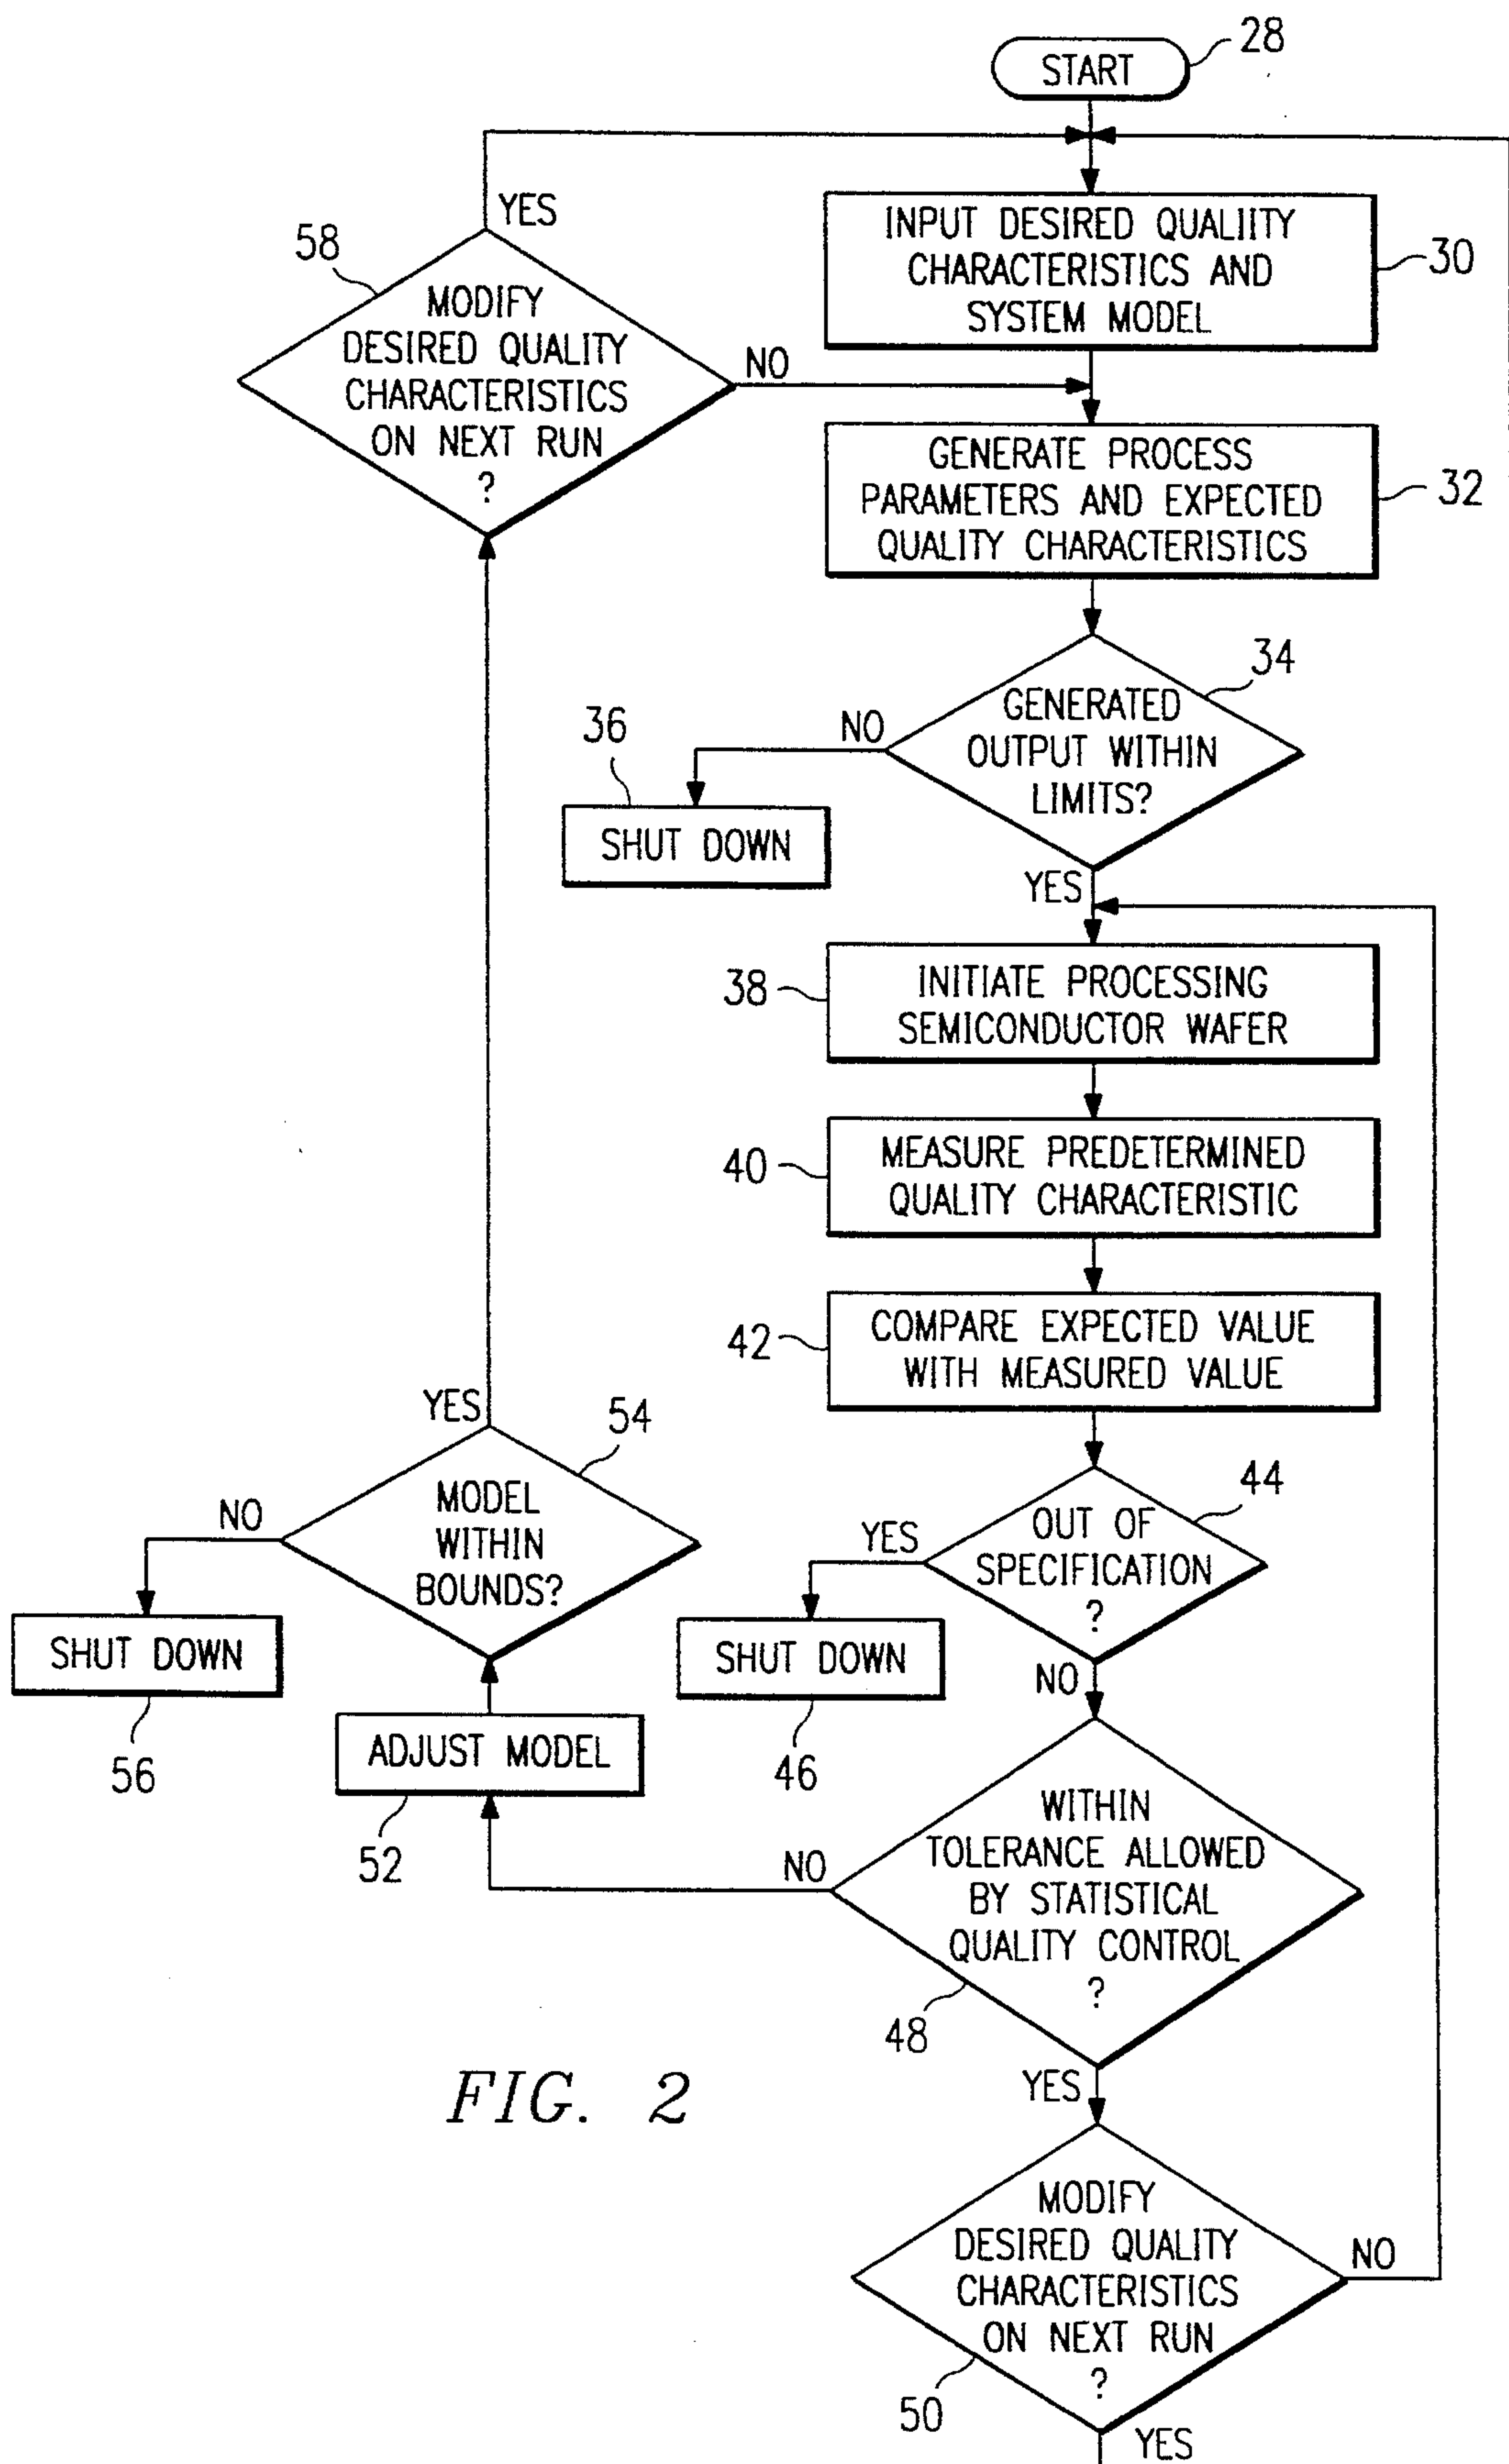 START
28
INPUT DESIRED QUALIITY
CHARACTERISTICS AND
SYSTEM MODEL
30
YES
58
MODIFY
DESIRED QUALITY
CHARACTERISTICS
ON NEXT RUN
?
NO
GENERATE PROCESS
PARAMETERS AND EXPECTED
QUALITY CHARACTERISTICS
32
34
GENERATED
OUTPUT WITHIN
LIMITS?
NO
36
SHUT DOWN
YES
38
INITIATE PROCESSING
SEMICONDUCTOR WAFER
40
MEASURE PREDETERMINED
QUALITY CHARACTERISTIC
42
COMPARE EXPECTED VALUE
WITH MEASURED VALUE
44
OUT OF
SPECIFICATION
?
YES
SHUT DOWN
46
NO
YES
54
MODEL
WITHIN
BOUNDS?
NO
SHUT DOWN
56
ADJUST MODEL
52
NO
WITHIN
TOLERANCE ALLOWED
BY STATISTICAL
QUALITY CONTROL
?
48
YES
FIG. 2
MODIFY
DESIRED QUALITY
CHARACTERISTICS
ON NEXT RUN
?
NO
50
YES